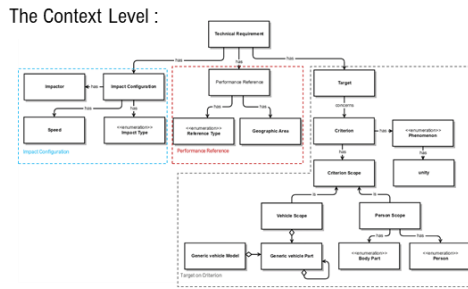 The Context Level :
Technical Requirement
has
has
has
Impactor
has
Impact Configuration
Performance Reference
Target
has
has
has
has
concerns
Speed
<<enumeration>>
Impact Type
<<enumeration>>
Reference Type
Geographic Area
Criterion
has
<<enumeration>>
Phenomenon
Impact Configuration
Performance Reference
has
has
Criterion Scope
unity
is
is
Vehicle Scope
Person Scope
has
has
Generic vehicle Model
Generic vehicle Part
<<enumeration>>
Body Part
<<enumeration>>
Person
Target on Criterion